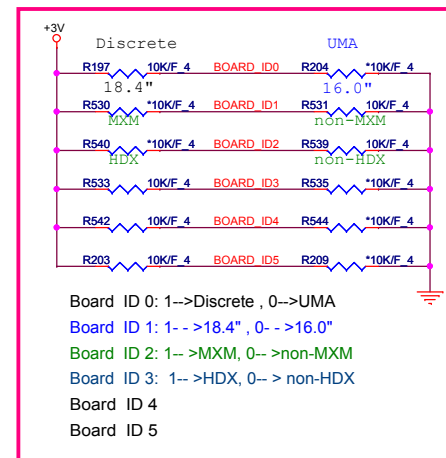 +3V
Discrete UMA
R197 10K/F_4 BOARD_ID0 R204 *10K/F_4
18.4" 16.0"
R530 *10K/F_4 BOARD_ID1 R531 10K/F_4
MXM non-MXM
R540 *10K/F_4 BOARD_ID2 R539 10K/F_4
HDX non-HDX
R533 10K/F_4 BOARD_ID3 R535 *10K/F_4
R542 10K/F_4 BOARD_ID4 R544 *10K/F_4
R203 10K/F_4 BOARD_ID5 R209 *10K/F_4
Board ID 0: 1-->Discrete , 0-->UMA
Board ID 1: 1- - >18.4" , 0- - >16.0"
Board ID 2: 1-- >MXM, 0-- >non-MXM
Board ID 3: 1-- >HDX, 0-- > non-HDX
Board ID 4
Board ID 5